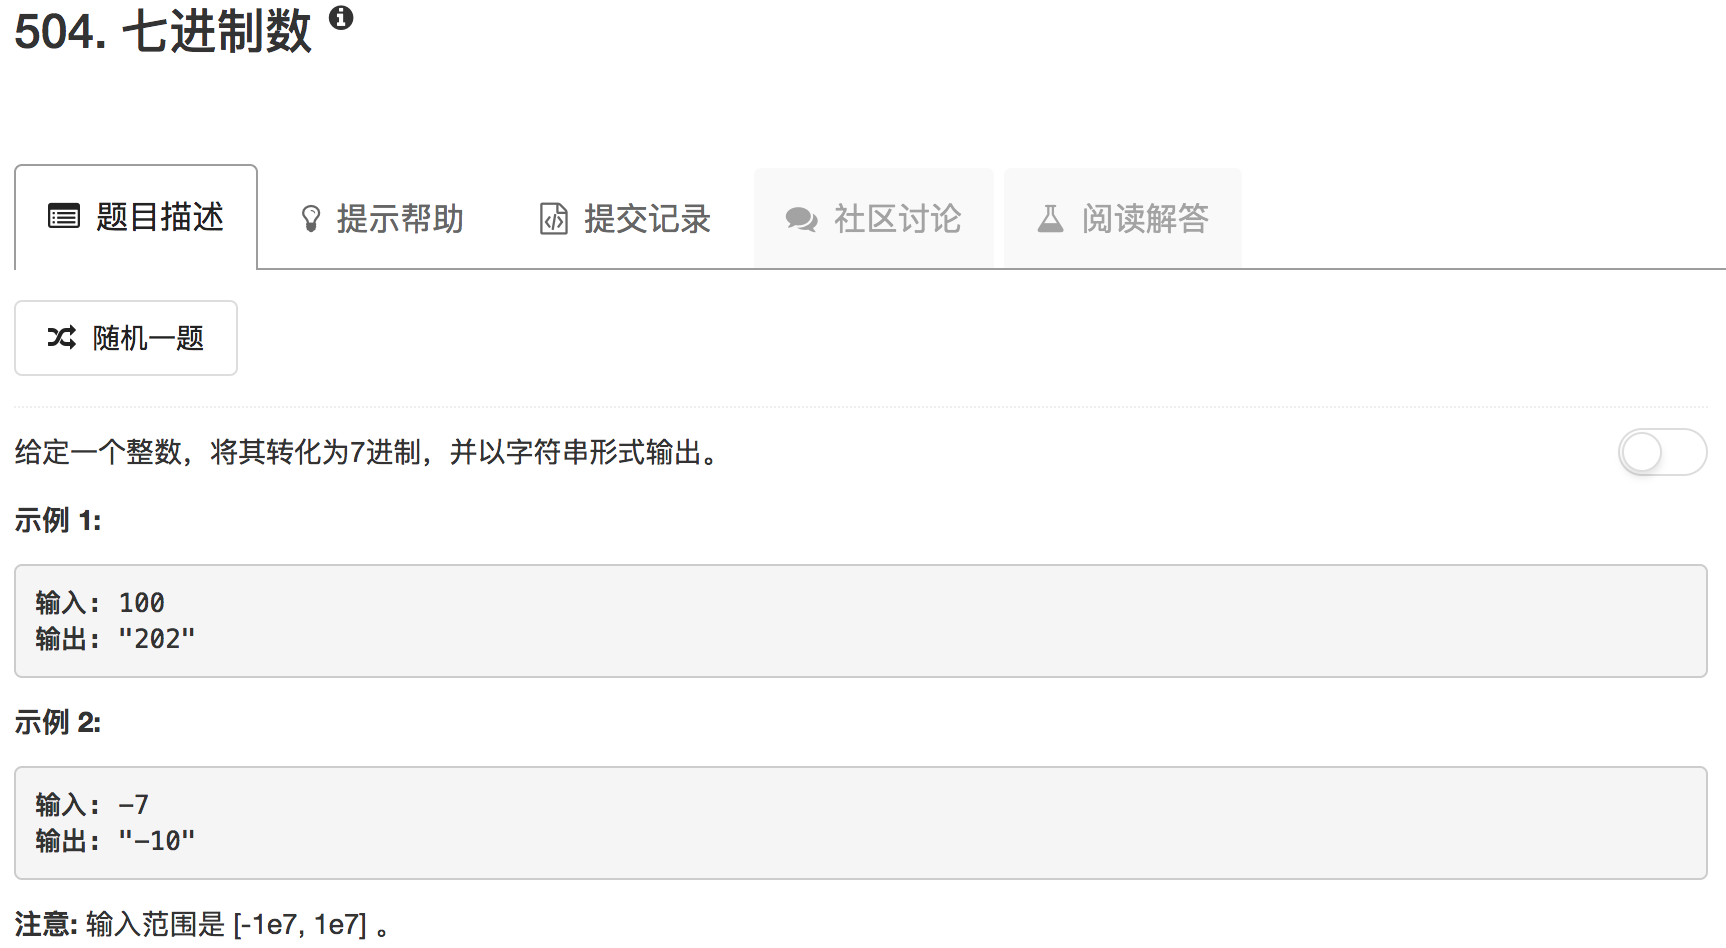 504. 七进制数
题目描述 提示帮助 提交记录 社区讨论 阅读解答
随机一题
给定一个整数，将其转化为7进制，并以字符串形式输出。
示例 1:
输入: 100
输出: "202"
示例 2:
输入: -7
输出: "-10"
注意: 输入范围是 [-1e7, 1e7] 。